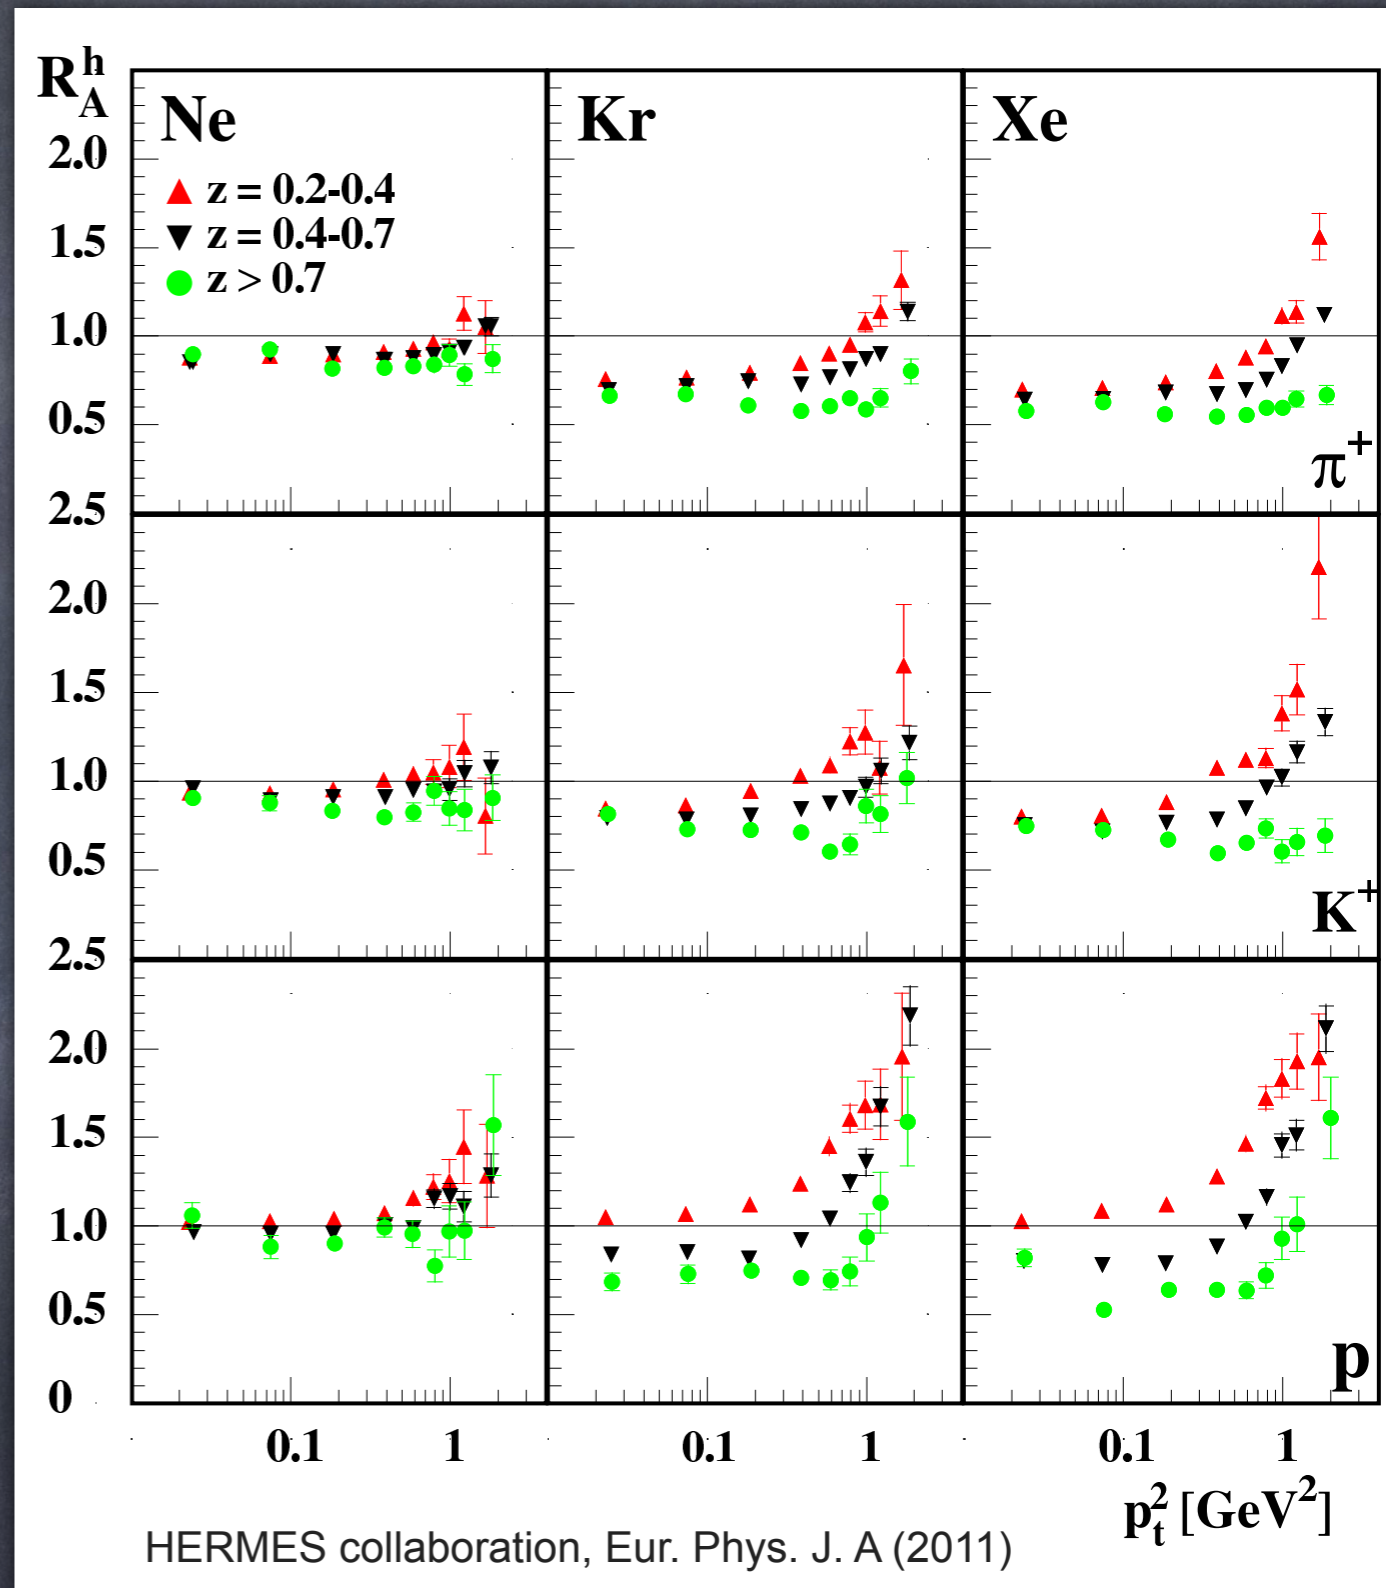 R_A^h
Ne Kr Xe
2.0
z = 0.2-0.4
z = 0.4-0.7
1.5
z > 0.7
1.0
0.5
π+
2.5
2.0
1.5
1.0
0.5
K+
2.5
2.0
1.5
1.0
0.5
p
0
0.1 1 0.1 1 0.1 1
p_t^2 [GeV^2]
HERMES collaboration, Eur. Phys. J. A (2011)